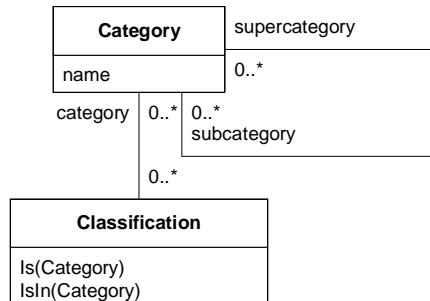 Category
supercategory
name
0..*
category
0..*
0..*
subcategory
0..*
Classification
Is(Category)
IsIn(Category)